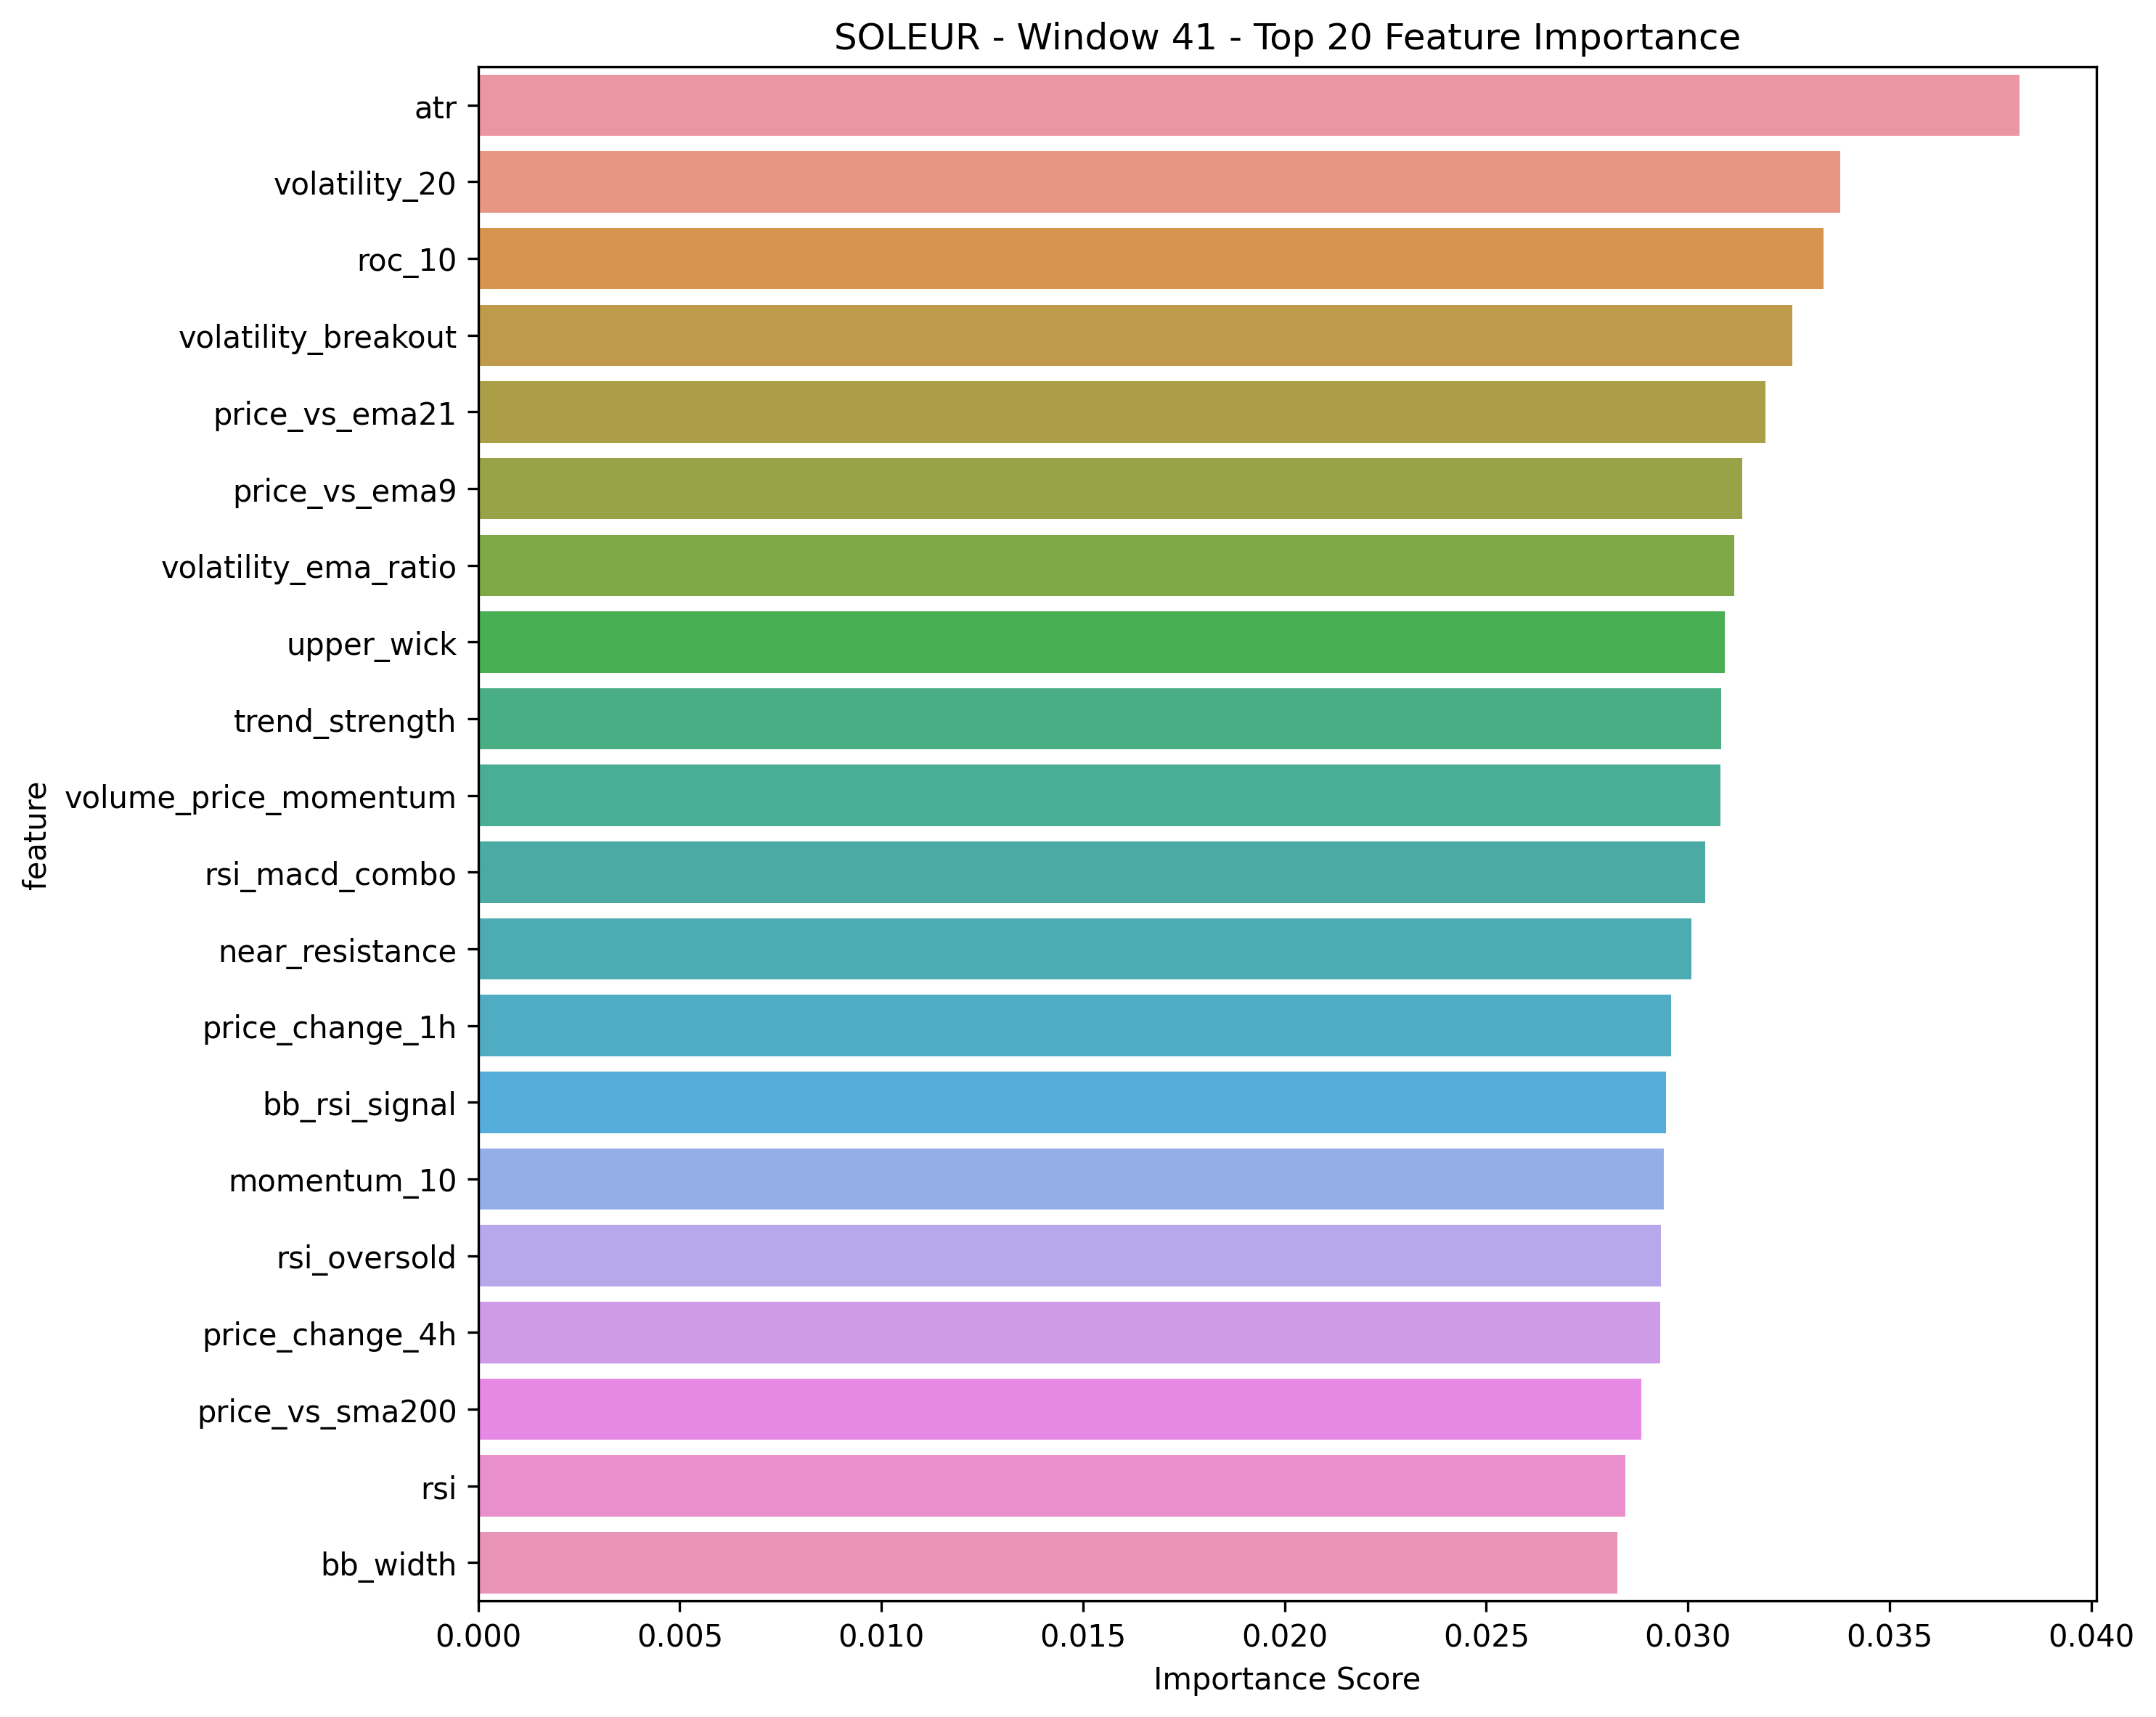 SOLEUR - Window 41 - Top 20 Feature Importance
atr
volatility_20
roc_10
volatility_breakout
price_vs_ema21
price_vs_ema9
volatility_ema_ratio
upper_wick
trend_strength
volume_price_momentum
rsi_macd_combo
near_resistance
price_change_1h
bb_rsi_signal
momentum_10
rsi_oversold
price_change_4h
price_vs_sma200
rsi
bb_width
feature
0.000 0.005 0.010 0.015 0.020 0.025 0.030 0.035 0.040
Importance Score